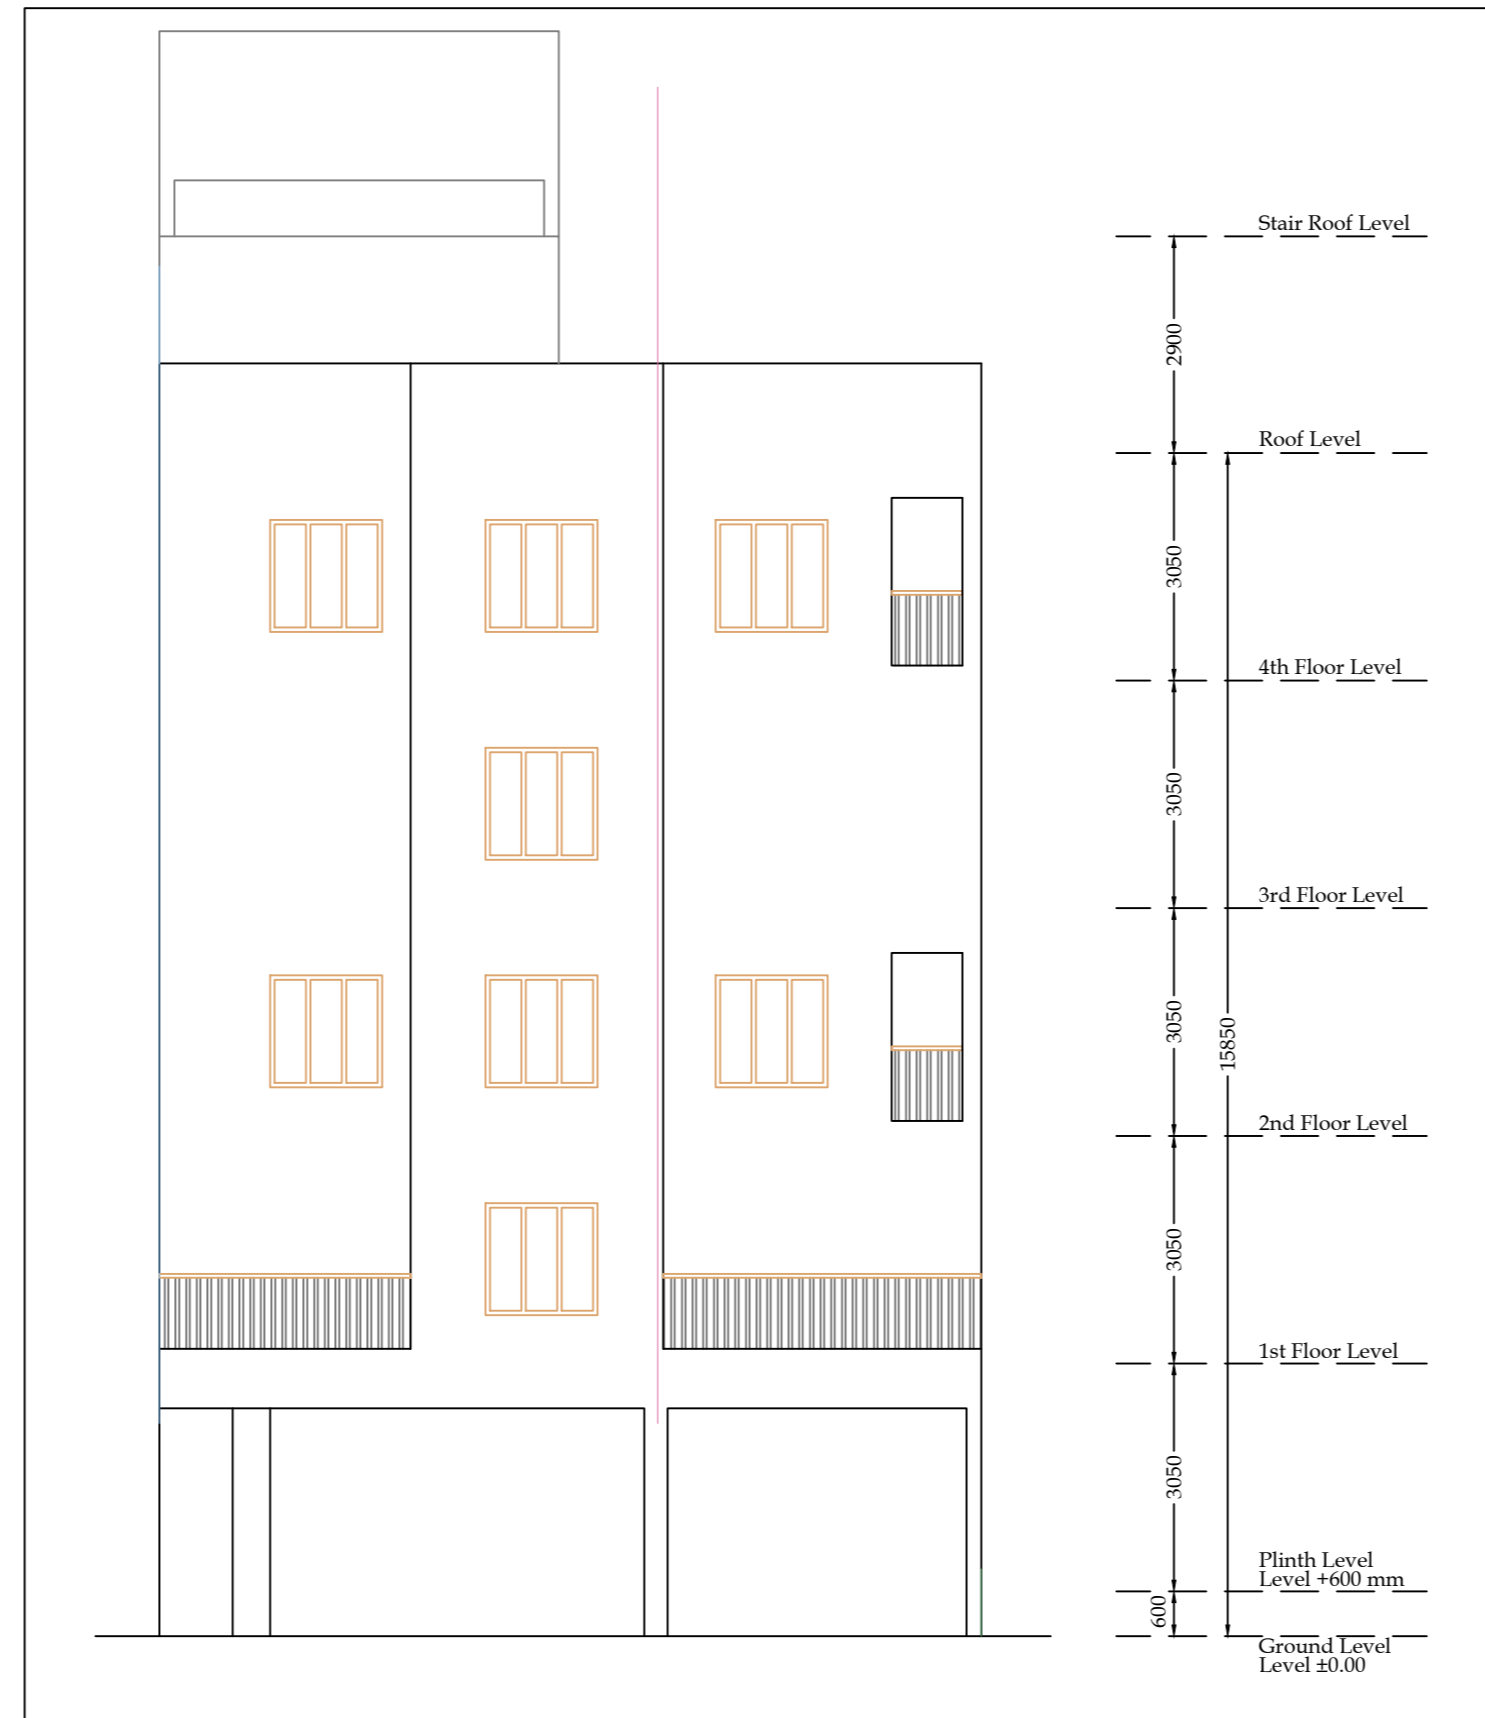 Stair Roof Level
2900
Roof Level
3050
4th Floor Level
3050
3rd Floor Level
3050
15850
2nd Floor Level
3050
1st Floor Level
3050
Plinth Level
Level +600 mm
600
Ground Level
Level ±0.00